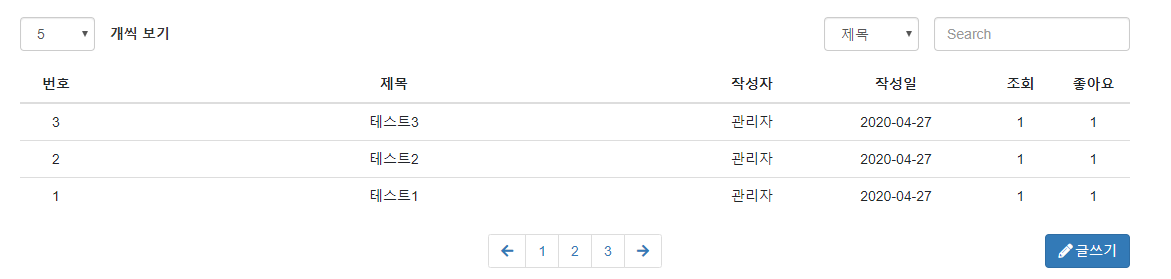 5 개씩 보기 제목 Search
번호 제목 작성자 작성일 조회 좋아요
3 테스트3 관리자 2020-04-27 1 1
2 테스트2 관리자 2020-04-27 1 1
1 테스트1 관리자 2020-04-27 1 1
1 2 3 글쓰기